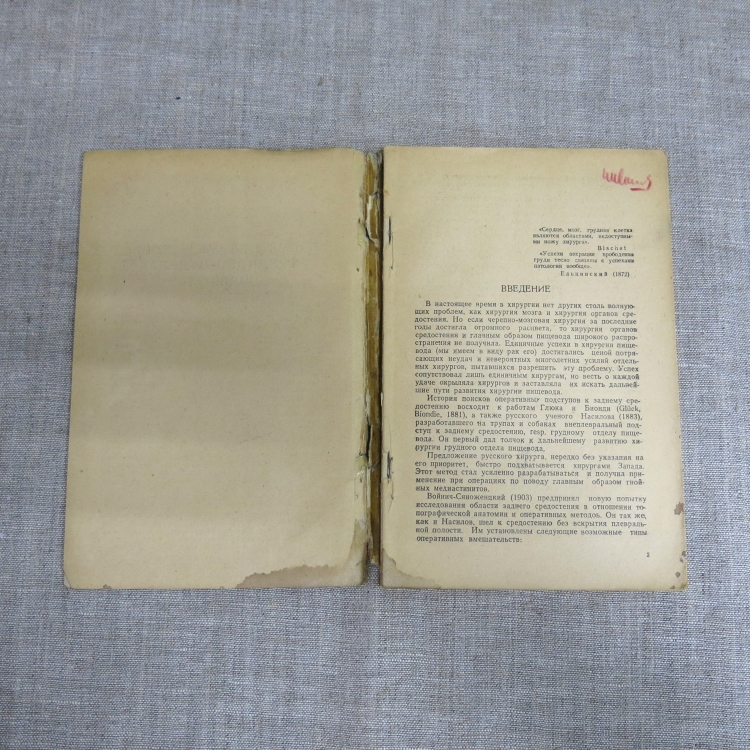 «Сердце, мозг, грудная клетка
являются областями, недоступны-
ми ножу хирурга».
Bischat
«Успехи операции прободения
груди тесно связаны с успехами
патологии вообще».
Ельцинский (1872)
ВВЕДЕНИЕ
В настоящее время в хирургии нет других столь волную-
щих проблем, как хирургия мозга и хирургия органов сре-
достения. Но если черепно-мозговая хирургия за последние
годы достигла огромного расцвета, то хирургия органов
средостения и главным образом пищевода широкого распро-
странения не получила. Единичные успехи в хирургии пище-
вода (мы имеем в виду рак его) достигались ценой потря-
сающих неудач и невероятных многолетних усилий отдель-
ных хирургов, пытавшихся разрешить эту проблему. Успех
сопутствовал лишь единичным хирургам, но весть о каждой
удаче окрыляла хирургов и заставляла их искать дальней-
шие пути развития хирургии пищевода.
История поисков оперативных подступов к заднему сре-
достению восходит к работам Глюка и Бионди (Glück,
Biondie, 1881), а также русского ученого Насилова (1883),
разработавшего на трупах и собаках внеплевральный под-
ступ к заднему средостению, resp. грудному отделу пище-
вода. Он первый дал толчок к дальнейшему развитию хи-
рургии грудного отдела пищевода.
Предложение русского хирурга, нередко без указания на
его приоритет, быстро подхватывается хирургами Запада.
Этот метод стал усиленно разрабатываться и получил при-
менение при операциях по поводу главным образом гной-
ных медиастинитов.
Войнич-Сяноженцкий (1903) предпринял новую попытку
исследования области заднего средостения в отношении то-
пографической анатомии и оперативных методов. Он так же,
как и Насилов, шел к средостению без вскрытия плевраль-
ной полости. Им установлены следующие возможные типы
оперативных вмешательств:
3